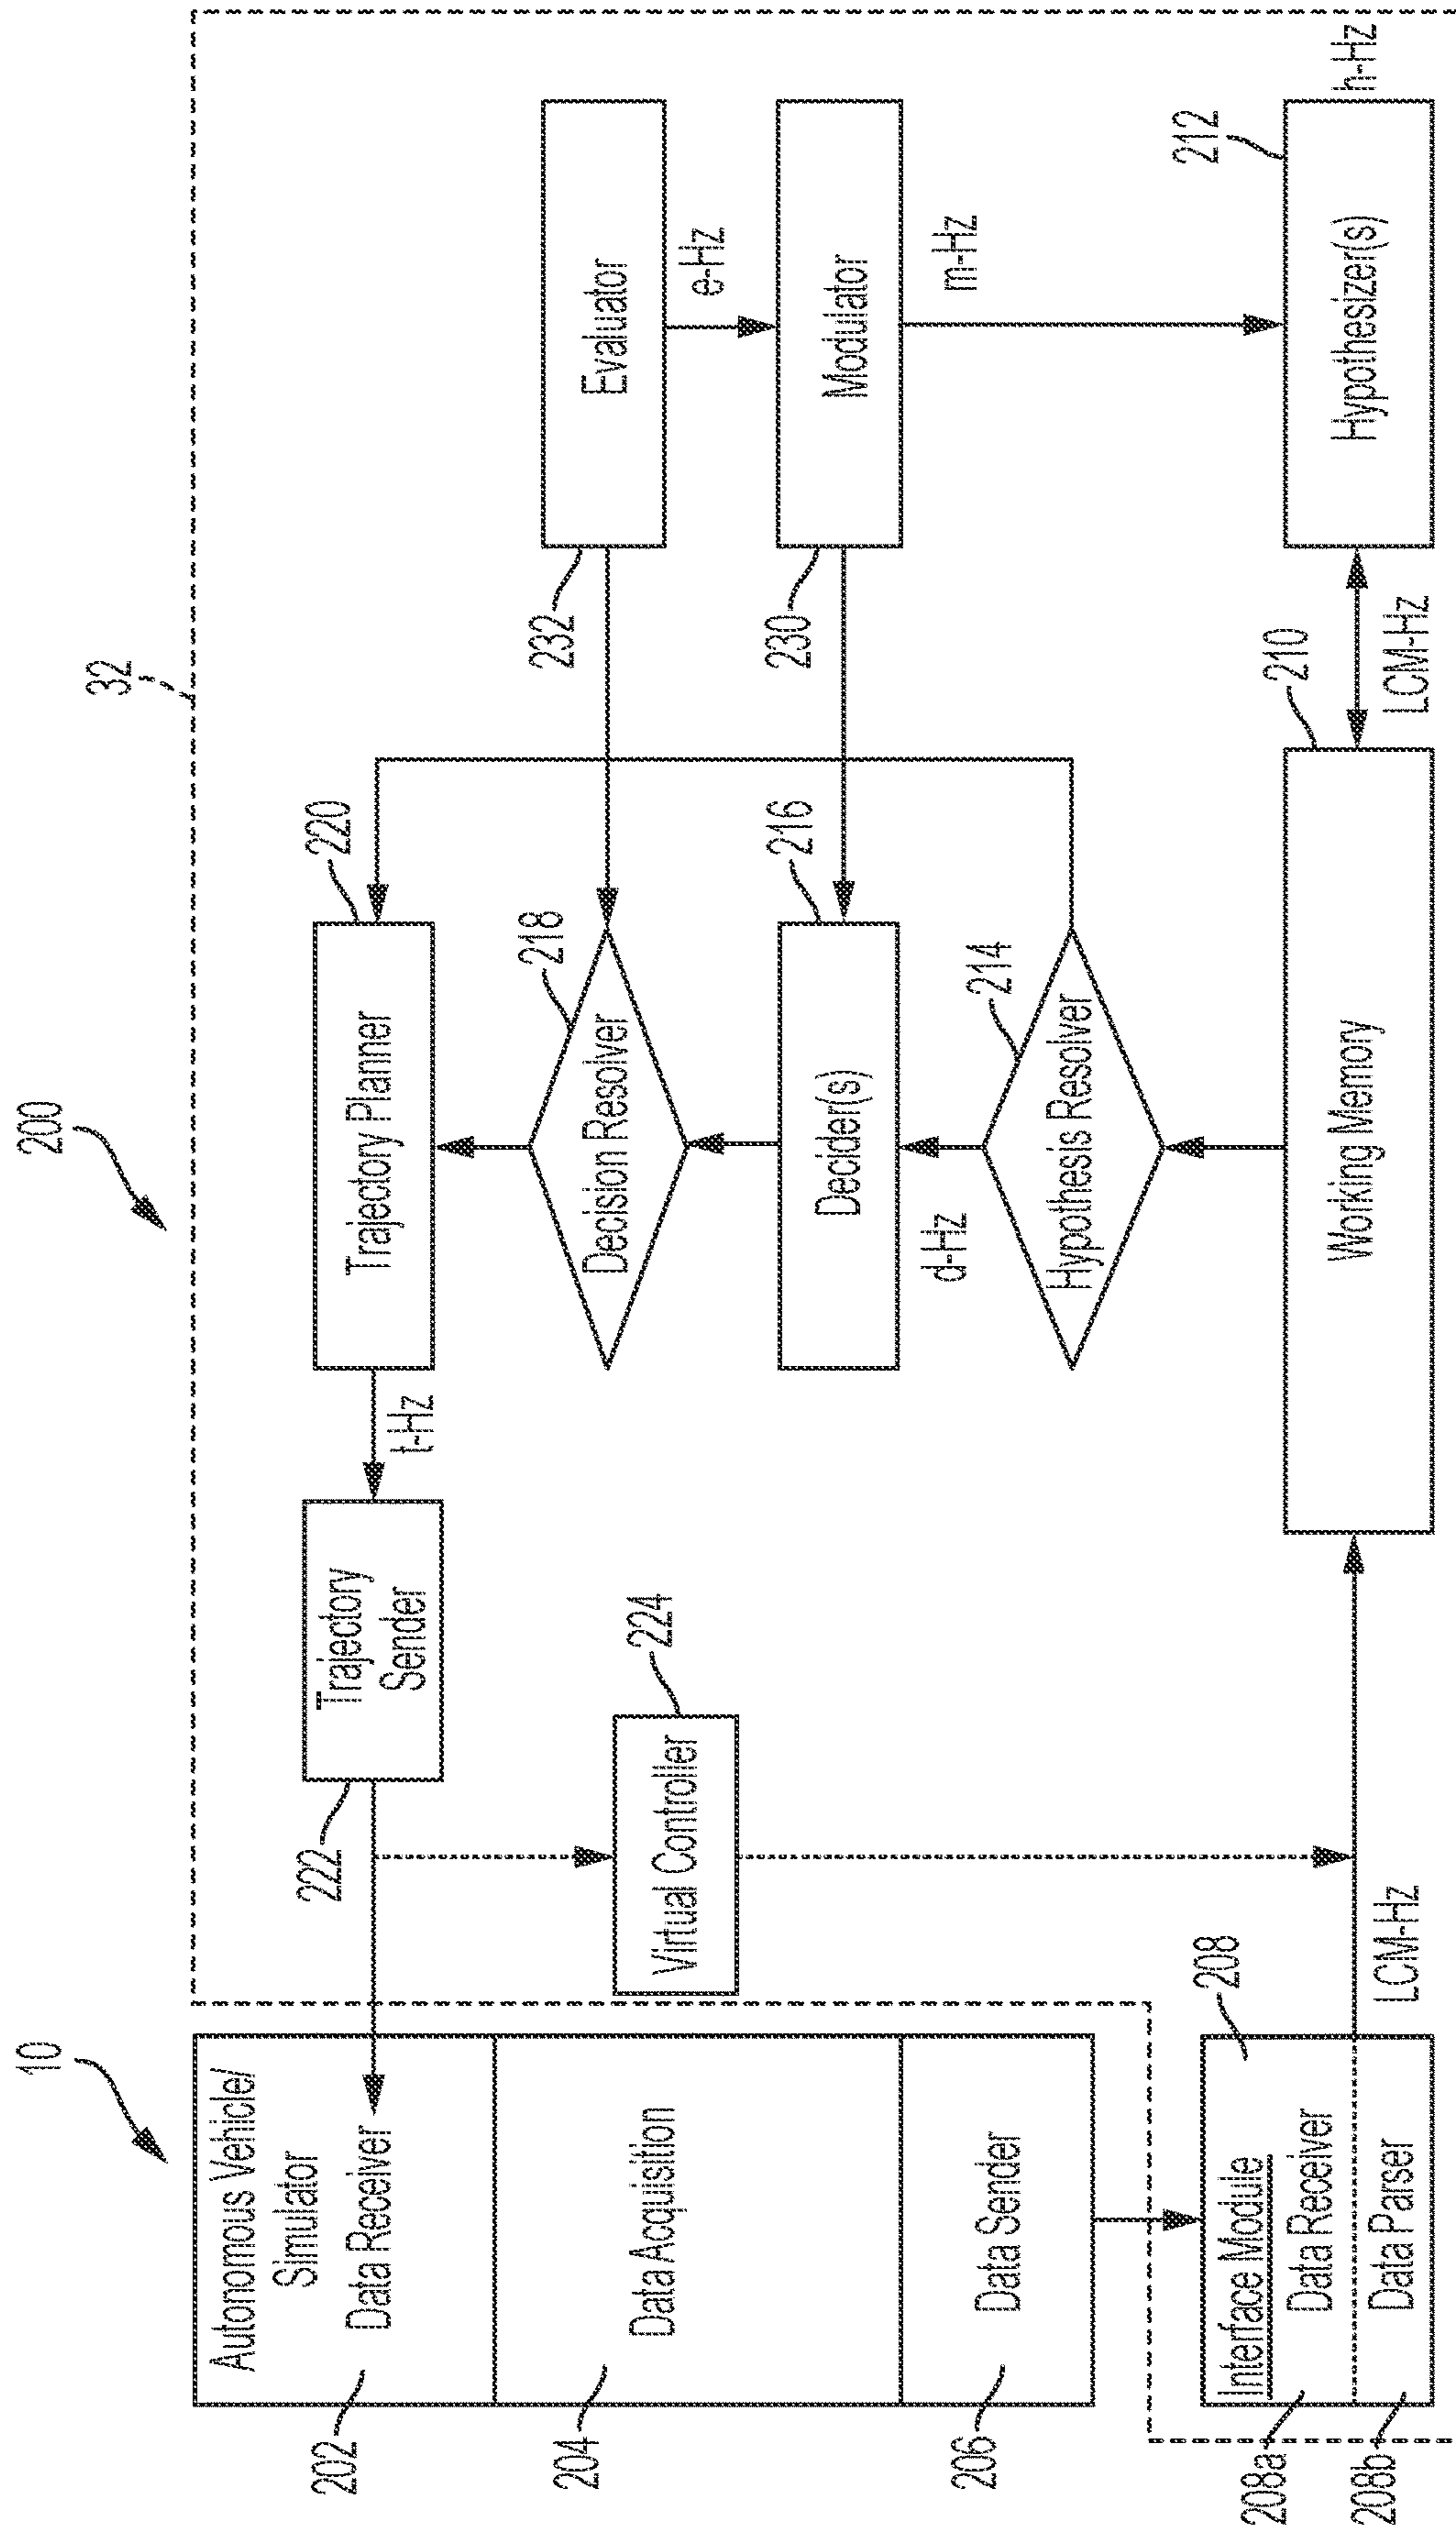 10
200
32
Autonomous Vehicle/
Simulator
Data Receiver
202
Data Acquisition
204
Data Sender
206
Interface Module
208
Data Receiver
208a
Data Parser
208b
LCM-Hz
222
Trajectory
Sender
t-Hz
Virtual Controller
224
Trajectory Planner
220
Decision Resolver
218
Decider(s)
216
d-Hz
Hypothesis Resolver
214
Working Memory
210
LCM-Hz
Evaluator
232
e-Hz
Modulator
230
m-Hz
Hypothesizer(s)
212
h-Hz